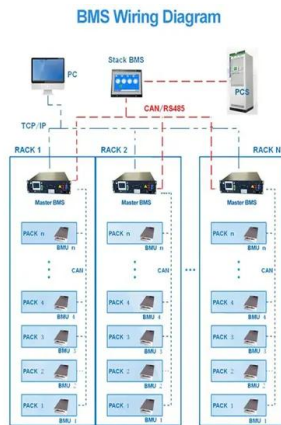 BMS Wiring Diagram
PC
Stack BMS
PCS
CAN/RS485
TCP/IP
RACK 1
RACK 2
RACK N
Master BMS
Master BMS
Master BMS
PACK n
BMU n
PACK n
BMU n
PACK n
BMU n
CAN
CAN
CAN
PACK 4
BMU 4
PACK 4
BMU 4
PACK 4
BMU 4
PACK 3
BMU 3
PACK 3
BMU 3
PACK 3
BMU 3
PACK 2
BMU 2
PACK 2
BMU 2
PACK 2
BMU 2
PACK 1
BMU 1
PACK 1
BMU 1
PACK 1
BMU 1